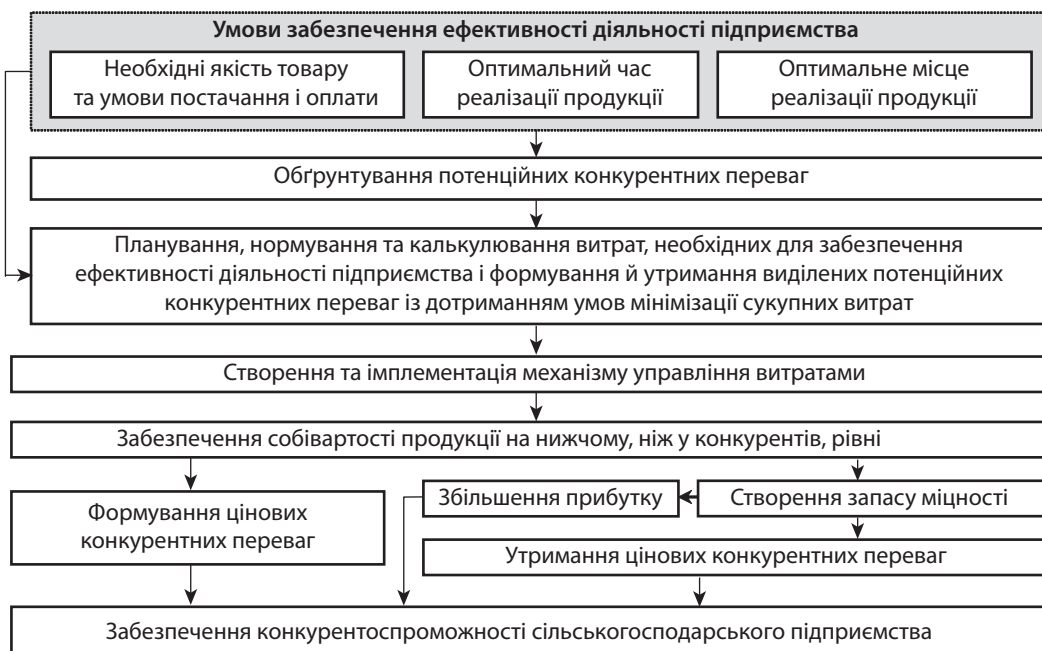 Умови забезпечення ефективності діяльності підприємства
Необхідні якість товару
та умови постачання і оплати
Оптимальний час
реалізації продукції
Оптимальне місце
реалізації продукції
Обґрунтування потенційних конкурентних переваг
Планування, нормування та калькулювання витрат, необхідних для забезпечення
ефективності діяльності підприємства і формування й утримання виділених потенційних
конкурентних переваг із дотриманням умов мінімізації сукупних витрат
Створення та імплементація механізму управління витратами
Забезпечення собівартості продукції на нижчому, ніж у конкурентів, рівні
Формування цінових
конкурентних переваг
Збільшення прибутку
Створення запасу міцності
Утримання цінових конкурентних переваг
Забезпечення конкурентоспроможності сільськогосподарського підприємства